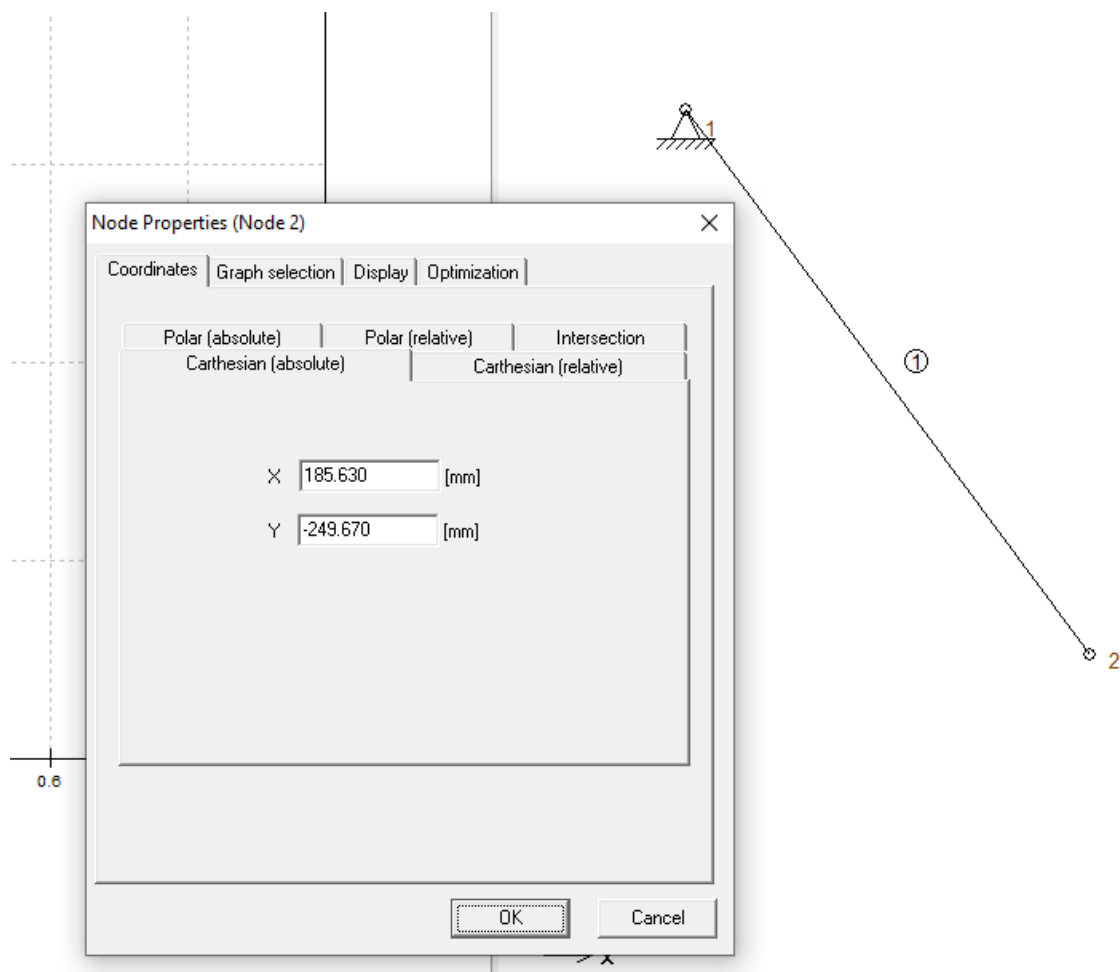 1
Node Properties (Node 2)
Coordinates Graph selection Display Optimization
Polar (absolute) Polar (relative) Intersection
Carthesian (absolute) Carthesian (relative)
1
X 185.630 [mm]
Y -249.670 [mm]
2
0.6
OK Cancel
X